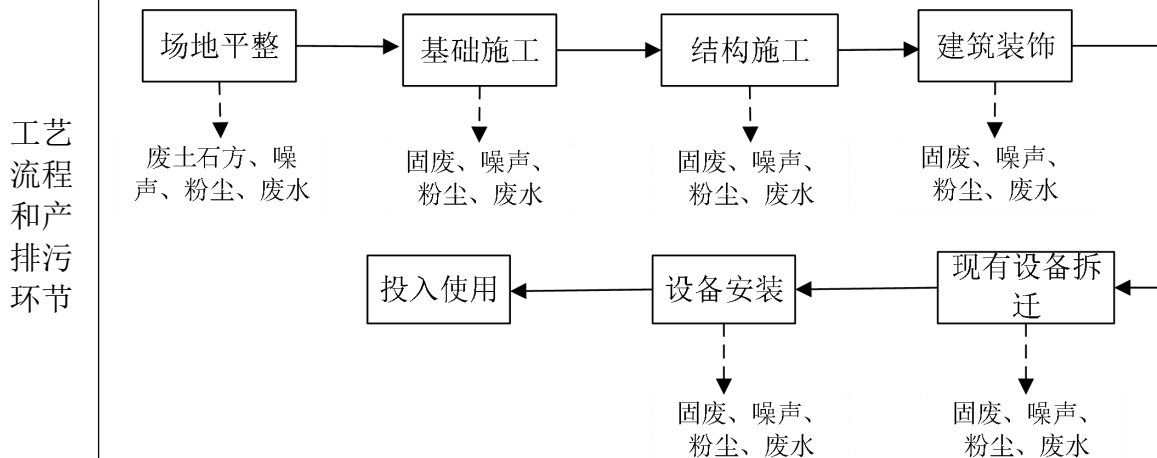 工艺
流程
和产
排污
环节
场地平整
基础施工
结构施工
建筑装饰
废土石方、噪
声、粉尘、废水
固废、噪声、
粉尘、废水
固废、噪声、
粉尘、废水
固废、噪声、
粉尘、废水
现有设备拆
迁
设备安装
投入使用
固废、噪声、
粉尘、废水
固废、噪声、
粉尘、废水